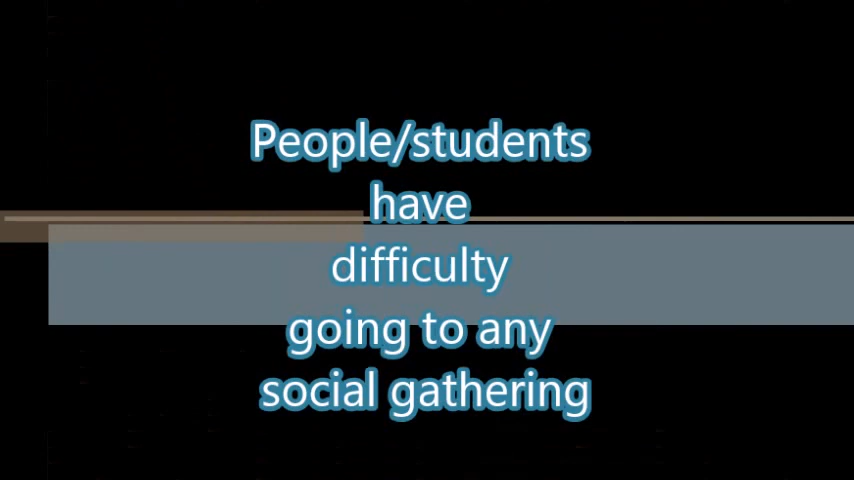 People/students
have
difficulty
going to any
social gathering